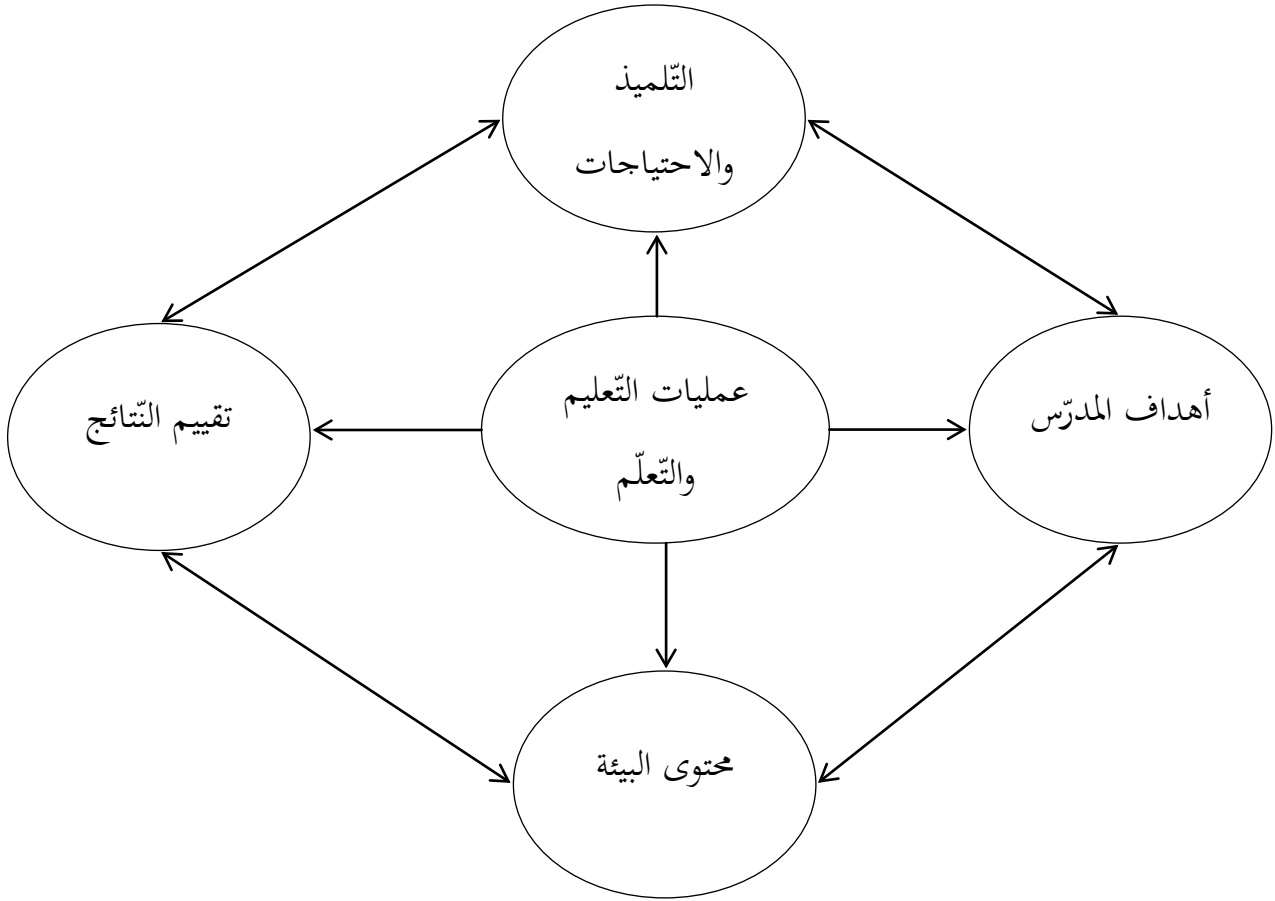 التّلميذ
والاحتياجات
أهداف المدرّس
عمليات التّعليم
والتّعلّم
تقييم النّتائج
محتوى البيئة